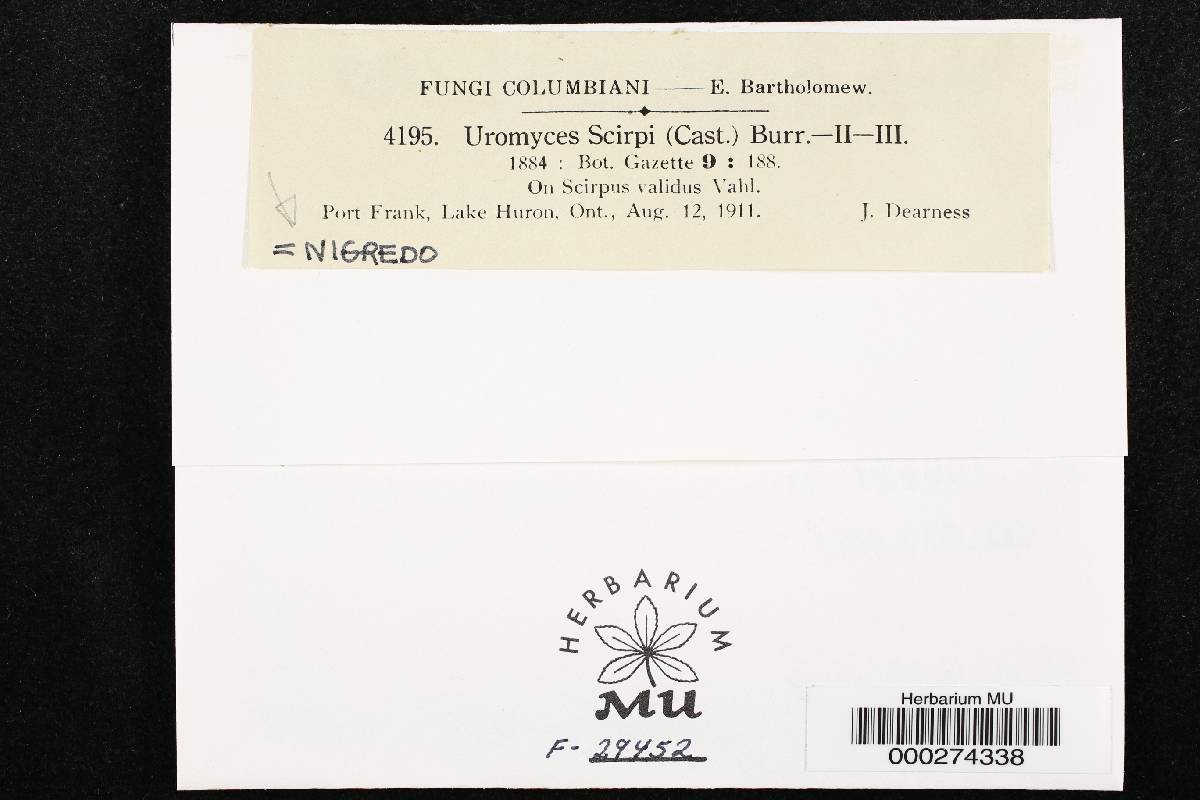 FUNGI COLUMBIANI —— E. Bartholomew.
4195. Uromyces Scirpi (Cast.) Burr.—II—III.
1884 : Bot. Gazette 9 : 188.
On Scirpus validus Vahl.
Port Frank, Lake Huron, Ont., Aug. 12, 1911. J. Dearness
= NIGREDO
HERBARIUM
MU
F- 29452
Herbarium MU
000274338